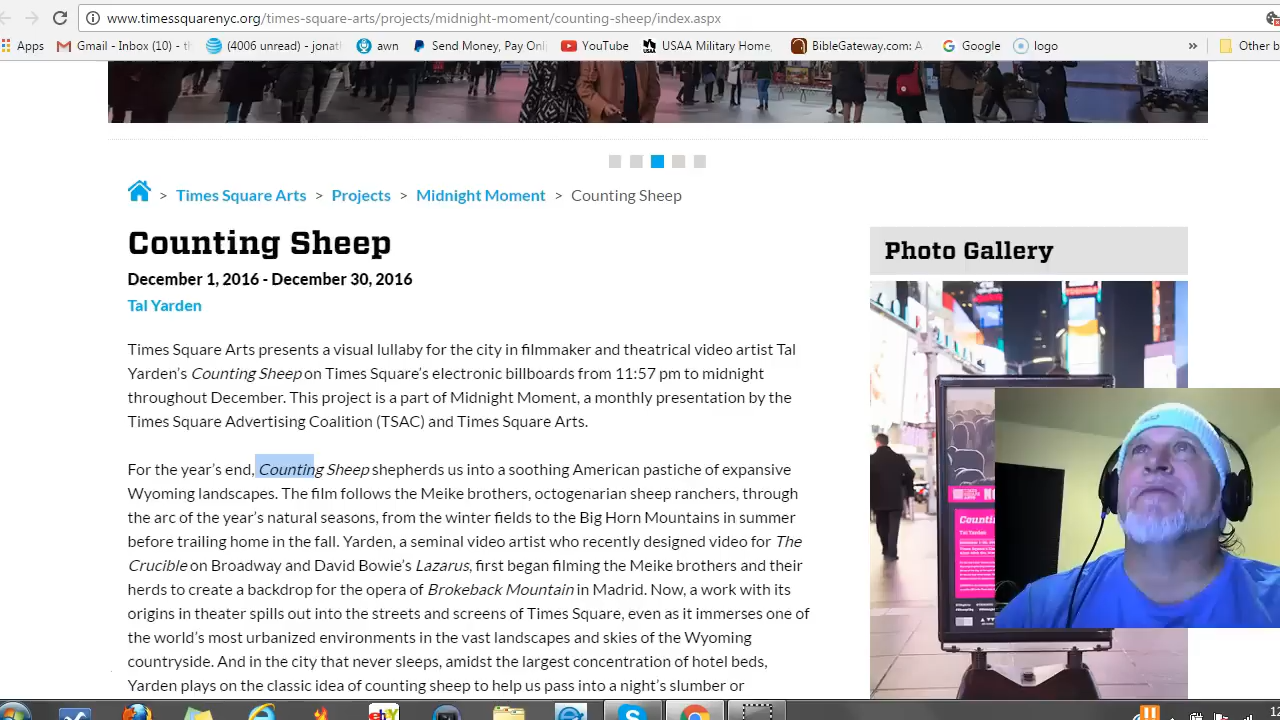 www.timessquarenyc.org/times-square-arts/projects/midnight-moment/counting-sheep/index.aspx
Apps Gmail - Inbox (10) - th (4006 unread) - jonat awn Send Money, Pay Onl YouTube USAA Military Home, BibleGateway.com: A Google logo » Other b
> Times Square Arts > Projects > Midnight Moment > Counting Sheep
Counting Sheep
December 1, 2016 - December 30, 2016
Tal Yarden
Times Square Arts presents a visual lullaby for the city in filmmaker and theatrical video artist Tal
Yarden's Counting Sheep on Times Square's electronic billboards from 11:57 pm to midnight
throughout December. This project is a part of Midnight Moment, a monthly presentation by the
Times Square Advertising Coalition (TSAC) and Times Square Arts.
For the year's end, Counting Sheep shepherds us into a soothing American pastiche of expansive
Wyoming landscapes. The film follows the Meike brothers, octogenarian sheep ranchers, through
the arc of the year's natural seasons, from the winter fields to the Big Horn Mountains in summer
before trailing home in the fall. Yarden, a seminal video artist who recently designed video for The
Crucible on Broadway and David Bowie's Lazarus, first began filming the Meike brothers and their
herds to create a backdrop for the opera of Brokeback Mountain in Madrid. Now, a work with its
origins in theater spills out into the streets and screens of Times Square, even as it immerses one of
the world's most urbanized environments in the vast landscapes and skies of the Wyoming
countryside. And in the city that never sleeps, amidst the largest concentration of hotel beds,
Yarden plays on the classic idea of counting sheep to help us pass into a night's slumber or
Photo Gallery
Countin
Tal Yarden
ebY